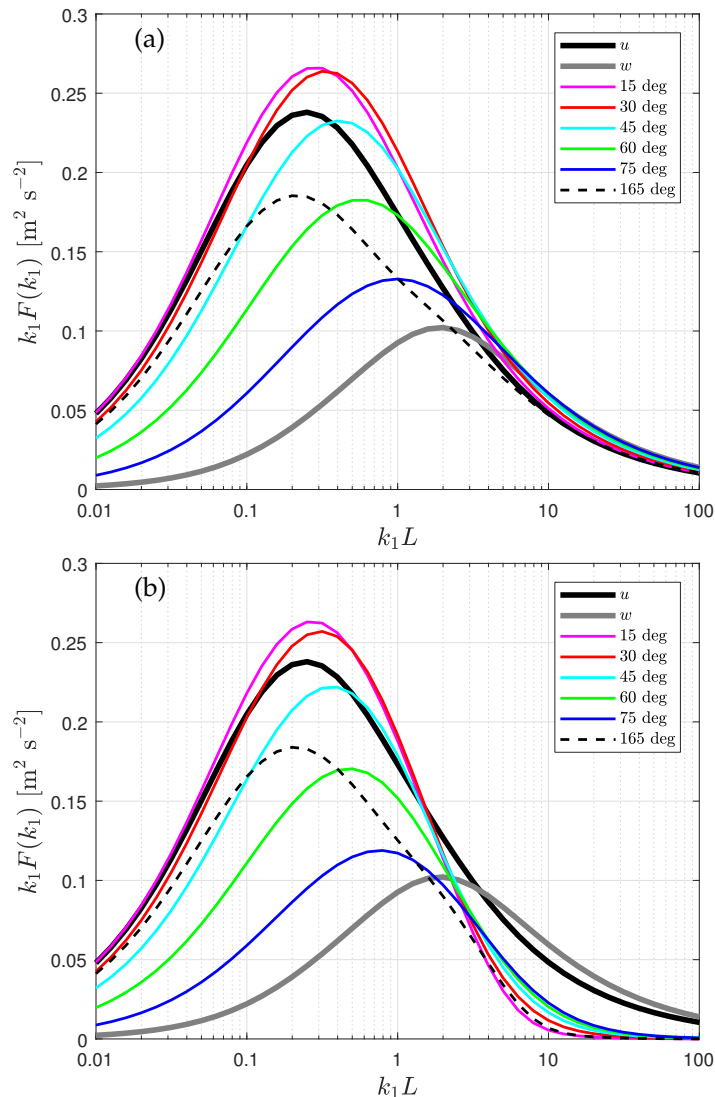 (a)
0.3
0.25
0.2
0.15
0.1
0.05
0
k₁F(k₁) [m² s⁻²]
0.01
0.1
1
10
100
k₁L
u
w
15 deg
30 deg
45 deg
60 deg
75 deg
165 deg
(b)
0.3
0.25
0.2
0.15
0.1
0.05
0
k₁F(k₁) [m² s⁻²]
0.01
0.1
1
10
100
k₁L
u
w
15 deg
30 deg
45 deg
60 deg
75 deg
165 deg